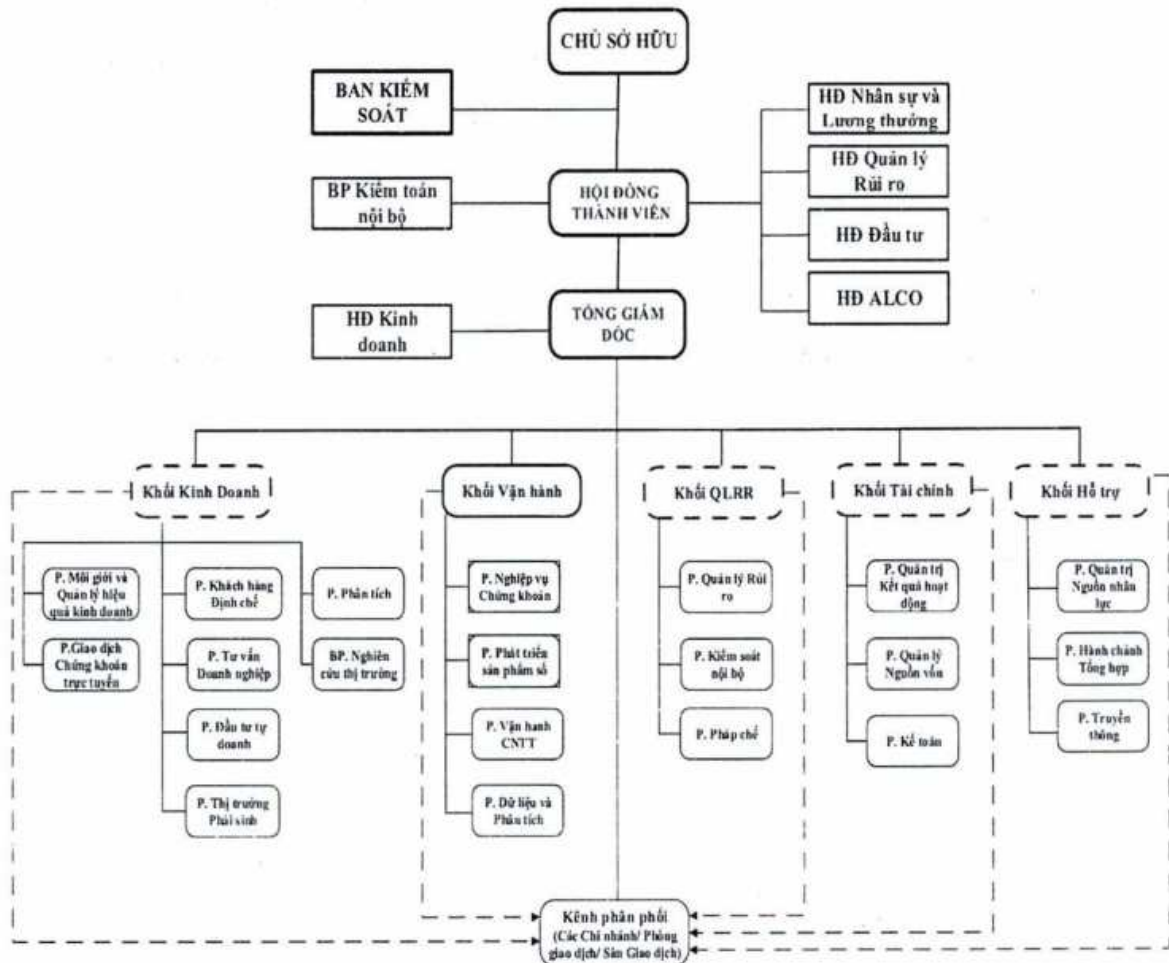 CHỦ SỞ HỮU
BAN KIỂM
SOÁT
HĐ Nhân sự và
Lương thưởng
HĐ Quản lý
Rủi ro
BP Kiểm toán
nội bộ
HỘI ĐỒNG
THÀNH VIÊN
HĐ Đầu tư
HĐ ALCO
HĐ Kinh
doanh
TỔNG GIÁM
ĐỐC
Khối Kinh Doanh
Khối Vận hành
Khối QLRR
Khối Tài chính
Khối Hỗ trợ
P. Môi giới và
Quản lý hiệu
quả kinh doanh
P.Giao dịch
Chứng khoán
trực tuyến
P. Khách hàng
Định chế
P. Tư vấn
Doanh nghiệp
P. Đầu tư tự
doanh
P. Thị trường
Phái sinh
P. Phân tích
BP. Nghiên
cứu thị trường
P. Nghiệp vụ
Chứng khoán
P. Phát triển
sản phẩm số
P. Vận hanh
CNTT
P. Dữ liệu và
Phân tích
P. Quản lý Rủi
ro
P. Kiểm soát
nội bộ
P. Pháp chế
P. Quản trị
Kết quả hoạt
động
P. Quản lý
Nguồn vốn
P. Kế toán
P. Quản trị
Nguồn nhân
lực
P. Hành chánh
Tổng hợp
P. Truyền
thông
Kênh phân phối
(Các Chi nhánh/ Phòng
giao dịch/ Sàn Giao dịch)